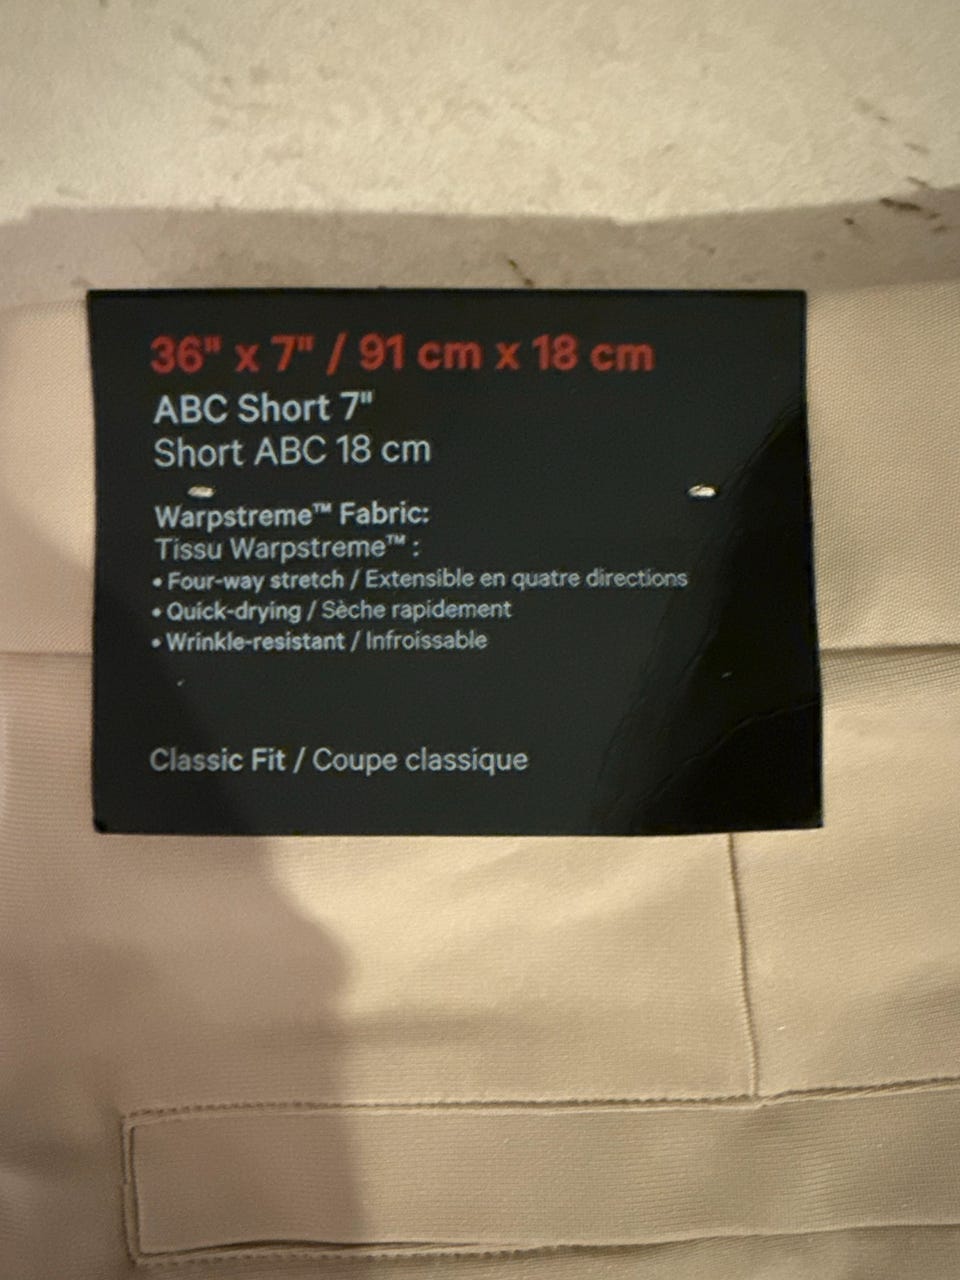 36" x 7" / 91 cm x 18 cm
ABC Short 7"
Short ABC 18 cm
Warpstreme™ Fabric:
Tissu Warpstreme™ :
• Four-way stretch / Extensible en quatre directions
• Quick-drying / Sèche rapidement
• Wrinkle-resistant / Infroissable
Classic Fit / Coupe classique